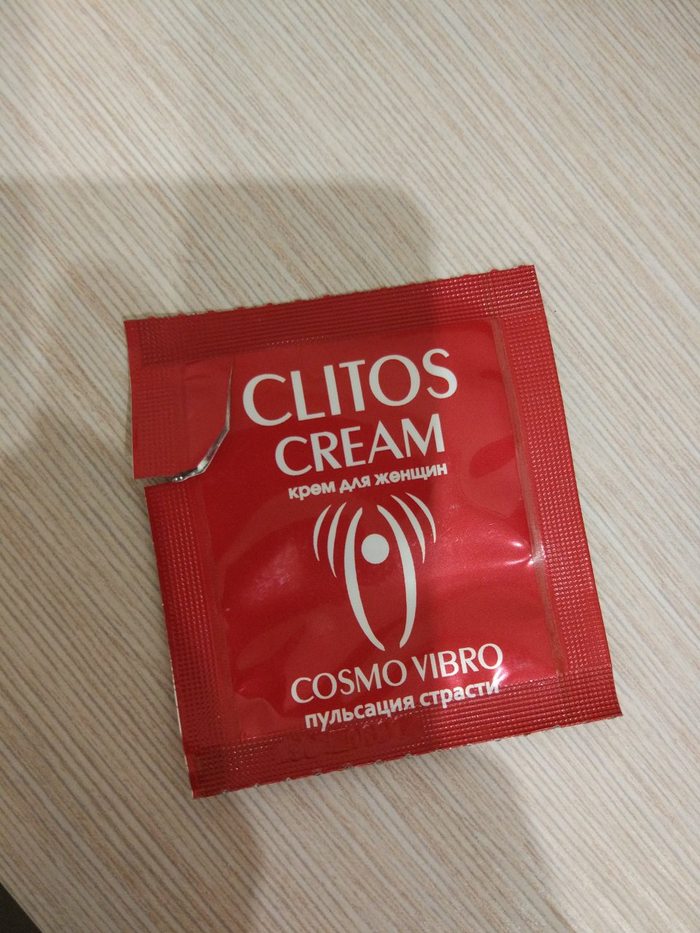 CLITOS
CREAM
крем для женщин
COSMO VIBRO
пульсация страсти